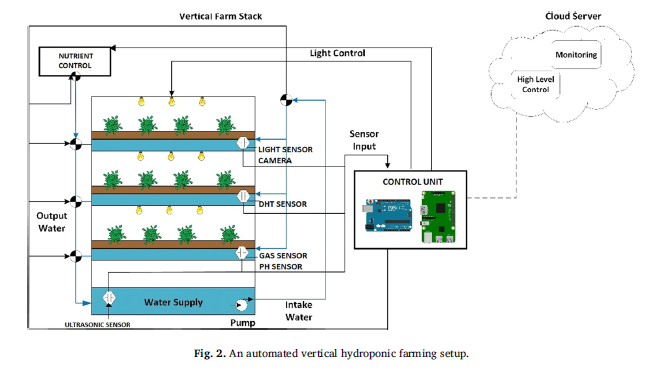 Vertical Farm Stack
Cloud Server
NUTRIENT
CONTROL
Light Control
Monitoring
High Level
Control
Sensor
Input
LIGHT SENSOR
CAMERA
CONTROL UNIT
DHT SENSOR
Output
Water
GAS SENSOR
PH SENSOR
Water Supply
Intake
Water
ULTRASONIC SENSOR
Pump
Fig. 2. An automated vertical hydroponic farming setup.